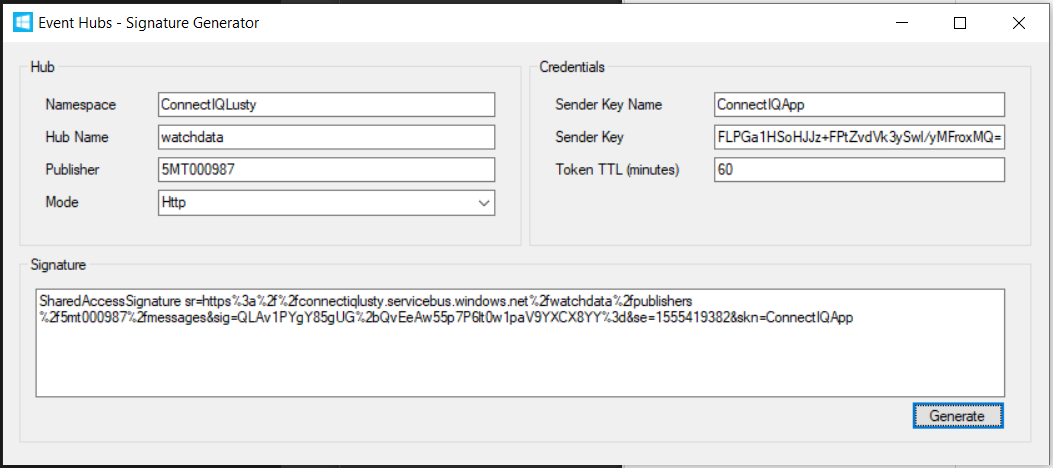 Event Hubs - Signature Generator
Hub
Namespace ConnectIQLusty
Hub Name watchdata
Publisher 5MT000987
Mode Http
Credentials
Sender Key Name ConnectIQApp
Sender Key FLPGa1HSoHJJz+FPtZvdVk3ySwl/yMFroxMQ=
Token TTL (minutes) 60
Signature
SharedAccessSignature sr=https%3a%2f%2fconnectiqlusty.servicebus.windows.net%2fwatchdata%2fpublishers
%2f5mt000987%2fmessages&sig=QLAv1PYgY85gUG%2bQvEeAw55p7P6lt0w1paV9YXCX8YY%3d&se=1555419382&skn=ConnectIQApp
Generate